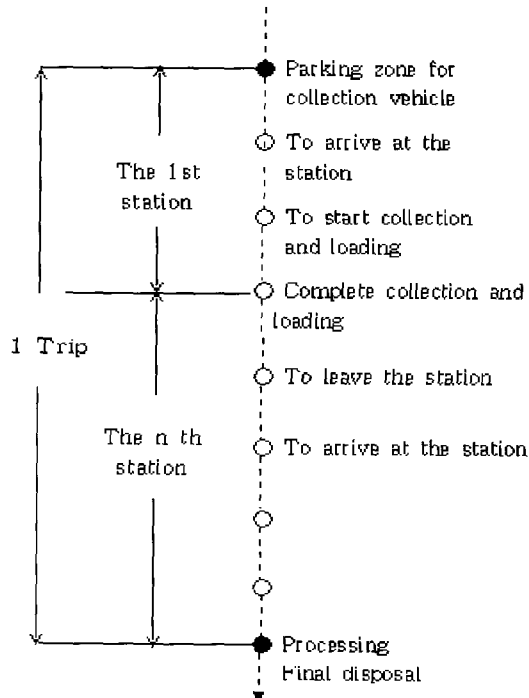 Parking zone for
collection vehicle
To arrive at the
station
The 1st
station
To start collection
and loading
Complete collection and
loading
1 Trip
To leave the station
The n th
station
To arrive at the station
Processing
Final disposal